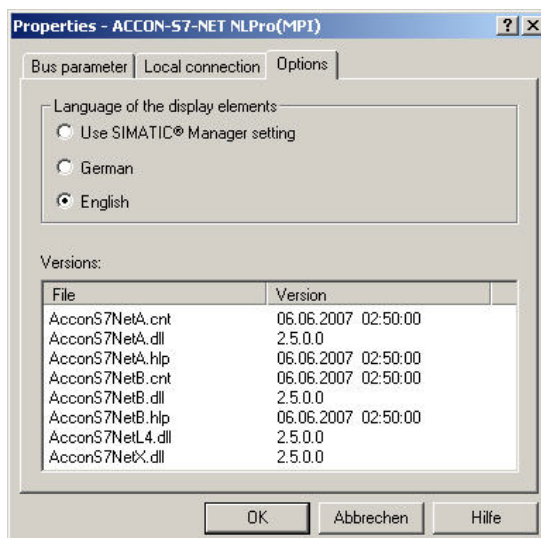 Properties - ACCON-S7-NET NLPro(MPI)
Bus parameter Local connection Options
Language of the display elements
Use SIMATIC® Manager setting
German
English
Versions:
File Version
AcconS7NetA.cnt 06.06.2007 02:50:00
AcconS7NetA.dll 2.5.0.0
AcconS7NetA.hlp 06.06.2007 02:50:00
AcconS7NetB.cnt 06.06.2007 02:50:00
AcconS7NetB.dll 2.5.0.0
AcconS7NetB.hlp 06.06.2007 02:50:00
AcconS7NetL4.dll 2.5.0.0
AcconS7NetX.dll 2.5.0.0
OK Abbrechen Hilfe